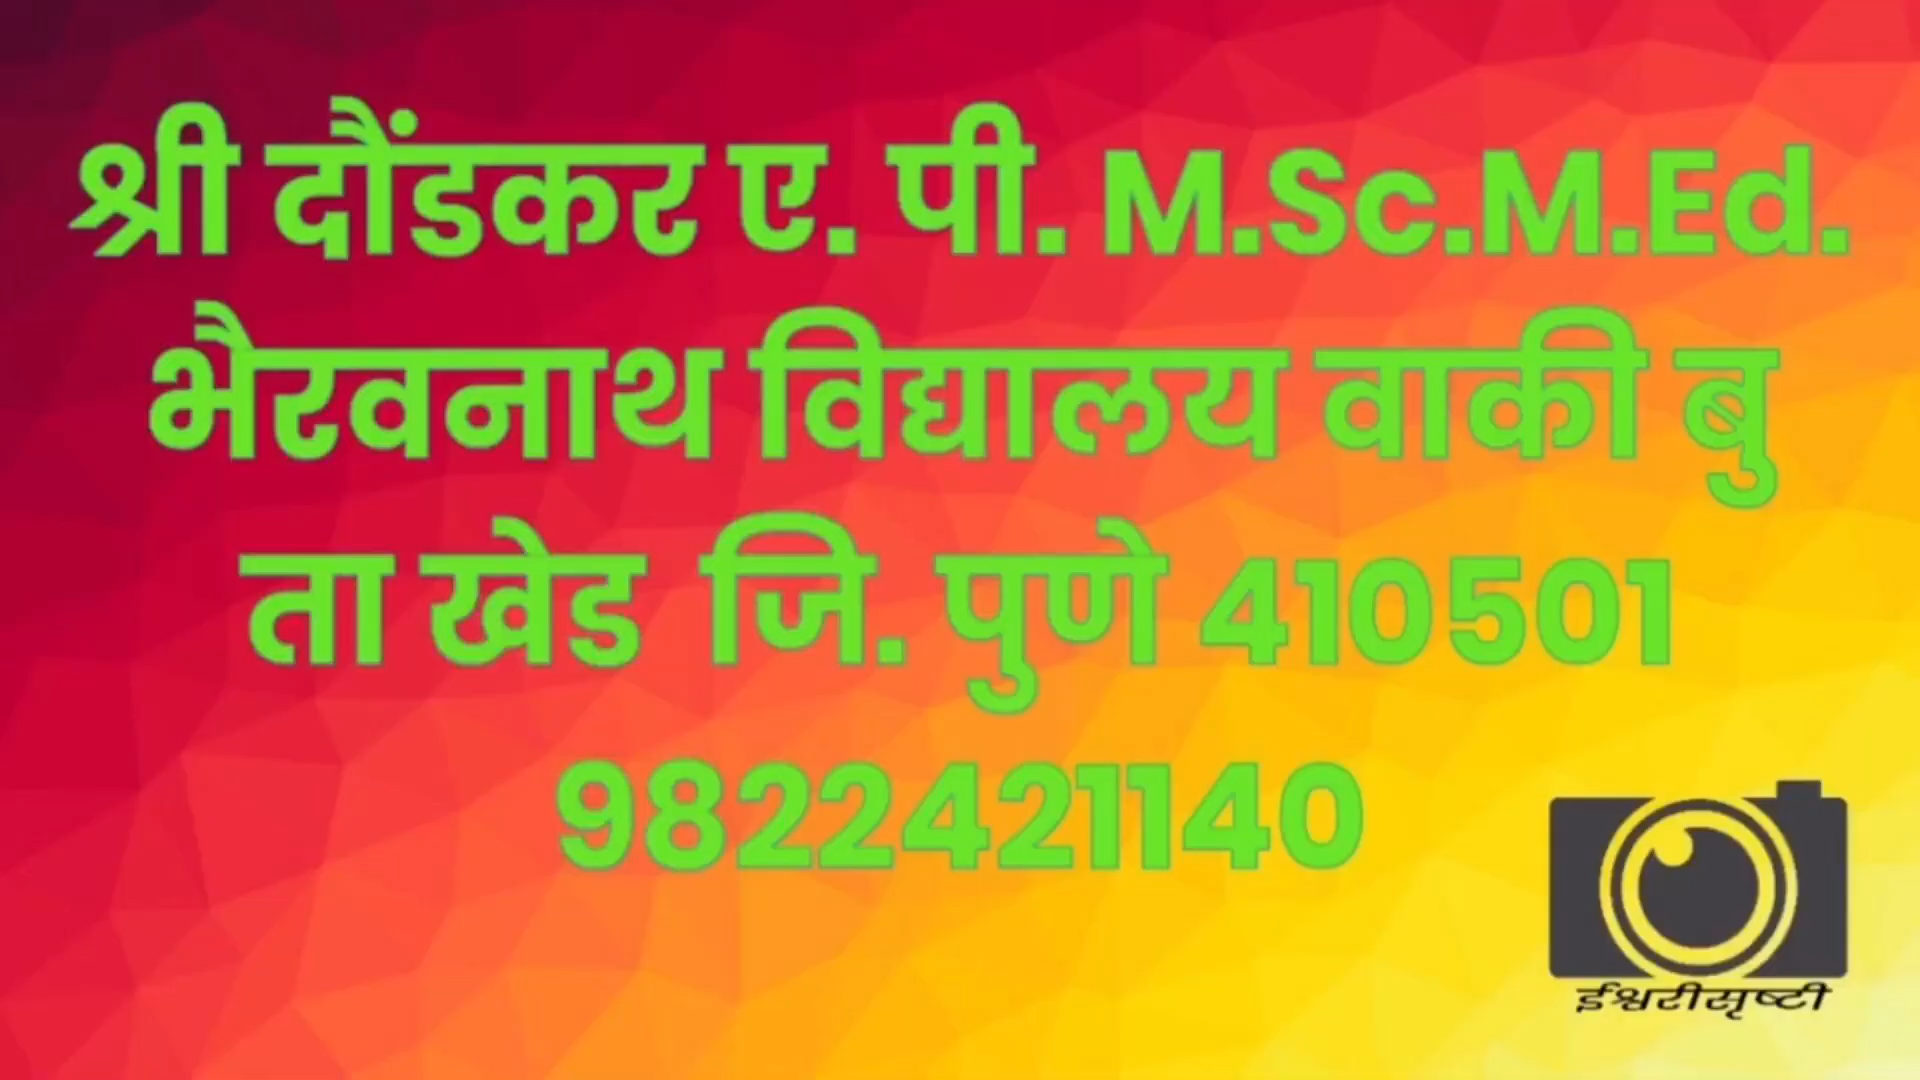 श्री दौंडकर ए. पी. M.Sc.M.Ed.
भैरवनाथ विद्यालय वाकी बु
ता खेड जि. पुणे 410501
9822421140
ईश्वरीसृष्टी